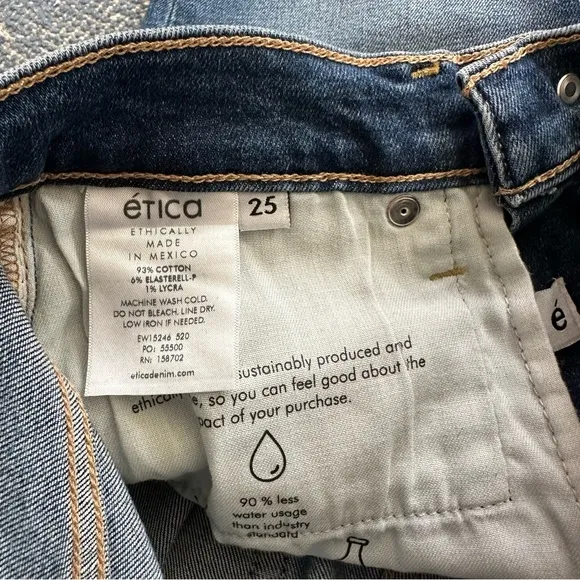 ética
25
ETHICALLY
MADE
IN MEXICO
93% COTTON
6% ELASTERELL-P
1% LYCRA
MACHINE WASH COLD.
DO NOT BLEACH. LINE DRY.
LOW IRON IF NEEDED.
EW15246 520
PO: 55500
RN: 158702
eticadenim.com
é
sustainably produced and
, so you can feel good about the
of your purchase.
90 % less
water usage
than industry
standard